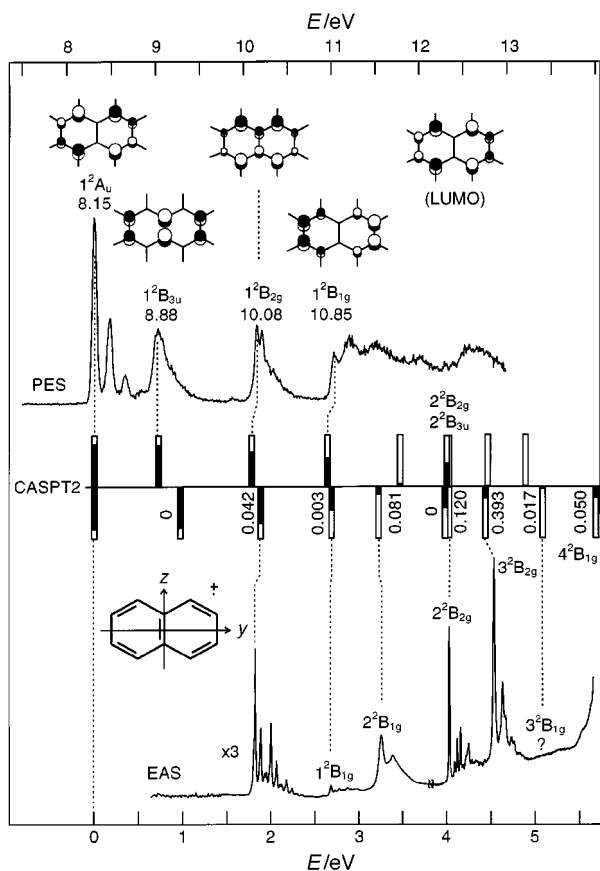 E/eV
8 9 10 11 12 13
1²Aᵤ
8.15
(LUMO)
1²B₃ᵤ
8.88
1²B₂g
10.08
1²B₁g
10.85
PES
2²B₂g
2²B₃ᵤ
CASPT2
0
0.042
0.003
0.081
0
0.120
0.393
0.017
0.050
4²B₁g
3²B₂g
z
+
.
y
2²B₂g
2²B₁g
3²B₁g
?
x3
1²B₁g
EAS
0 1 2 3 4 5
E/eV